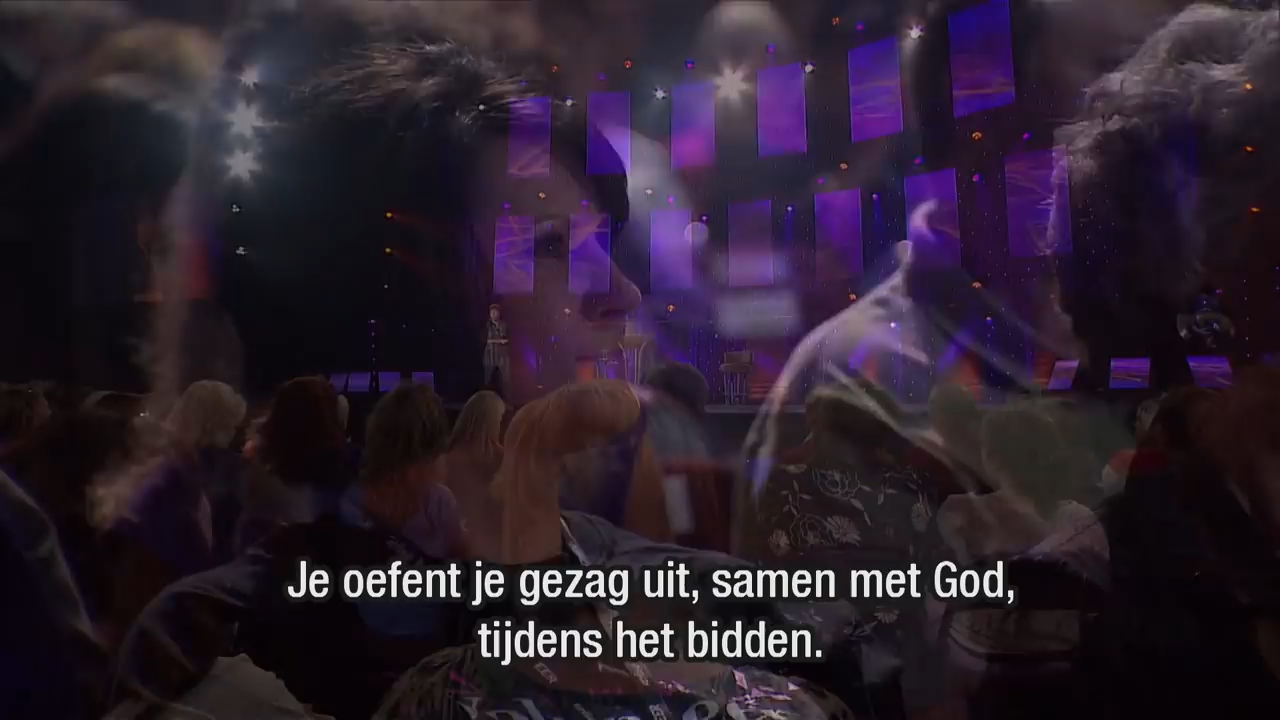 Je oefent je gezag uit, samen met God,
tijdens het bidden.